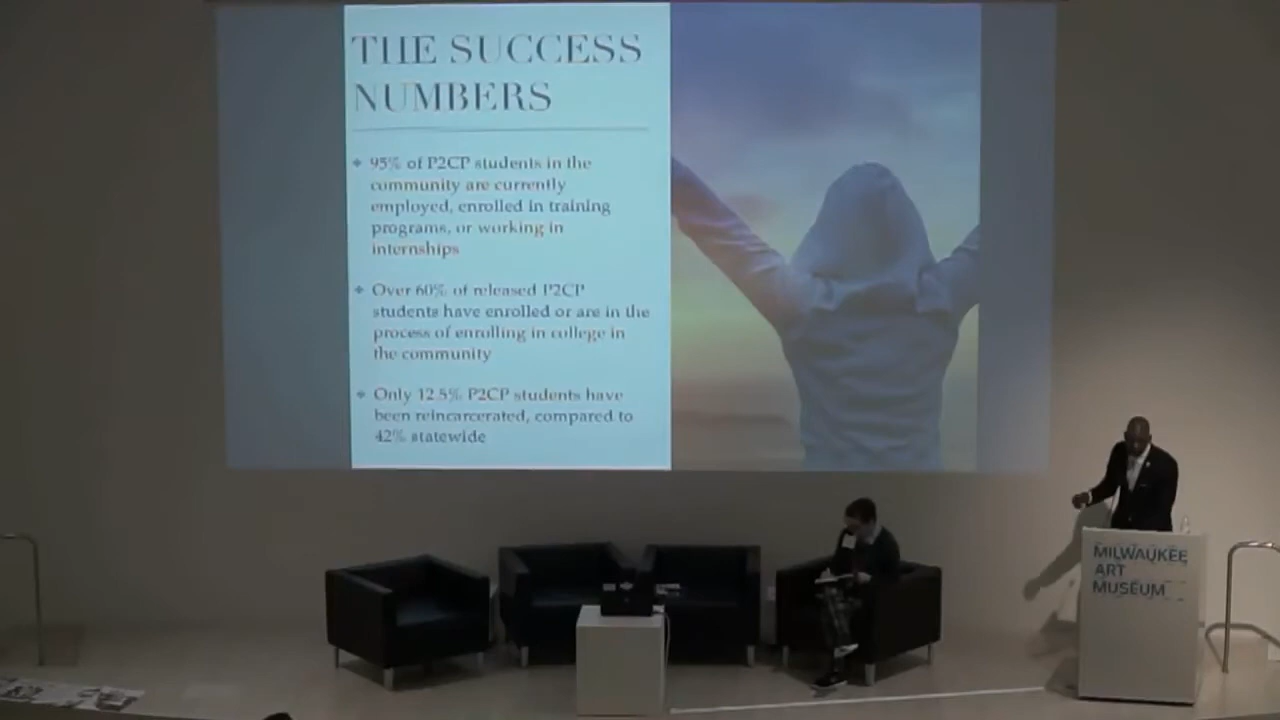 THE SUCCESS
NUMBERS
95% of P2CP students in the
community are currently
employed, enrolled in training
programs, or working in
internships
Over 60% of released P2CP
students have enrolled or are in the
process of enrolling in college in
the community
Only 12.5% P2CP students have
been reincarcerated, compared to
42% statewide
MILWAUKEE
ART
MUSEUM